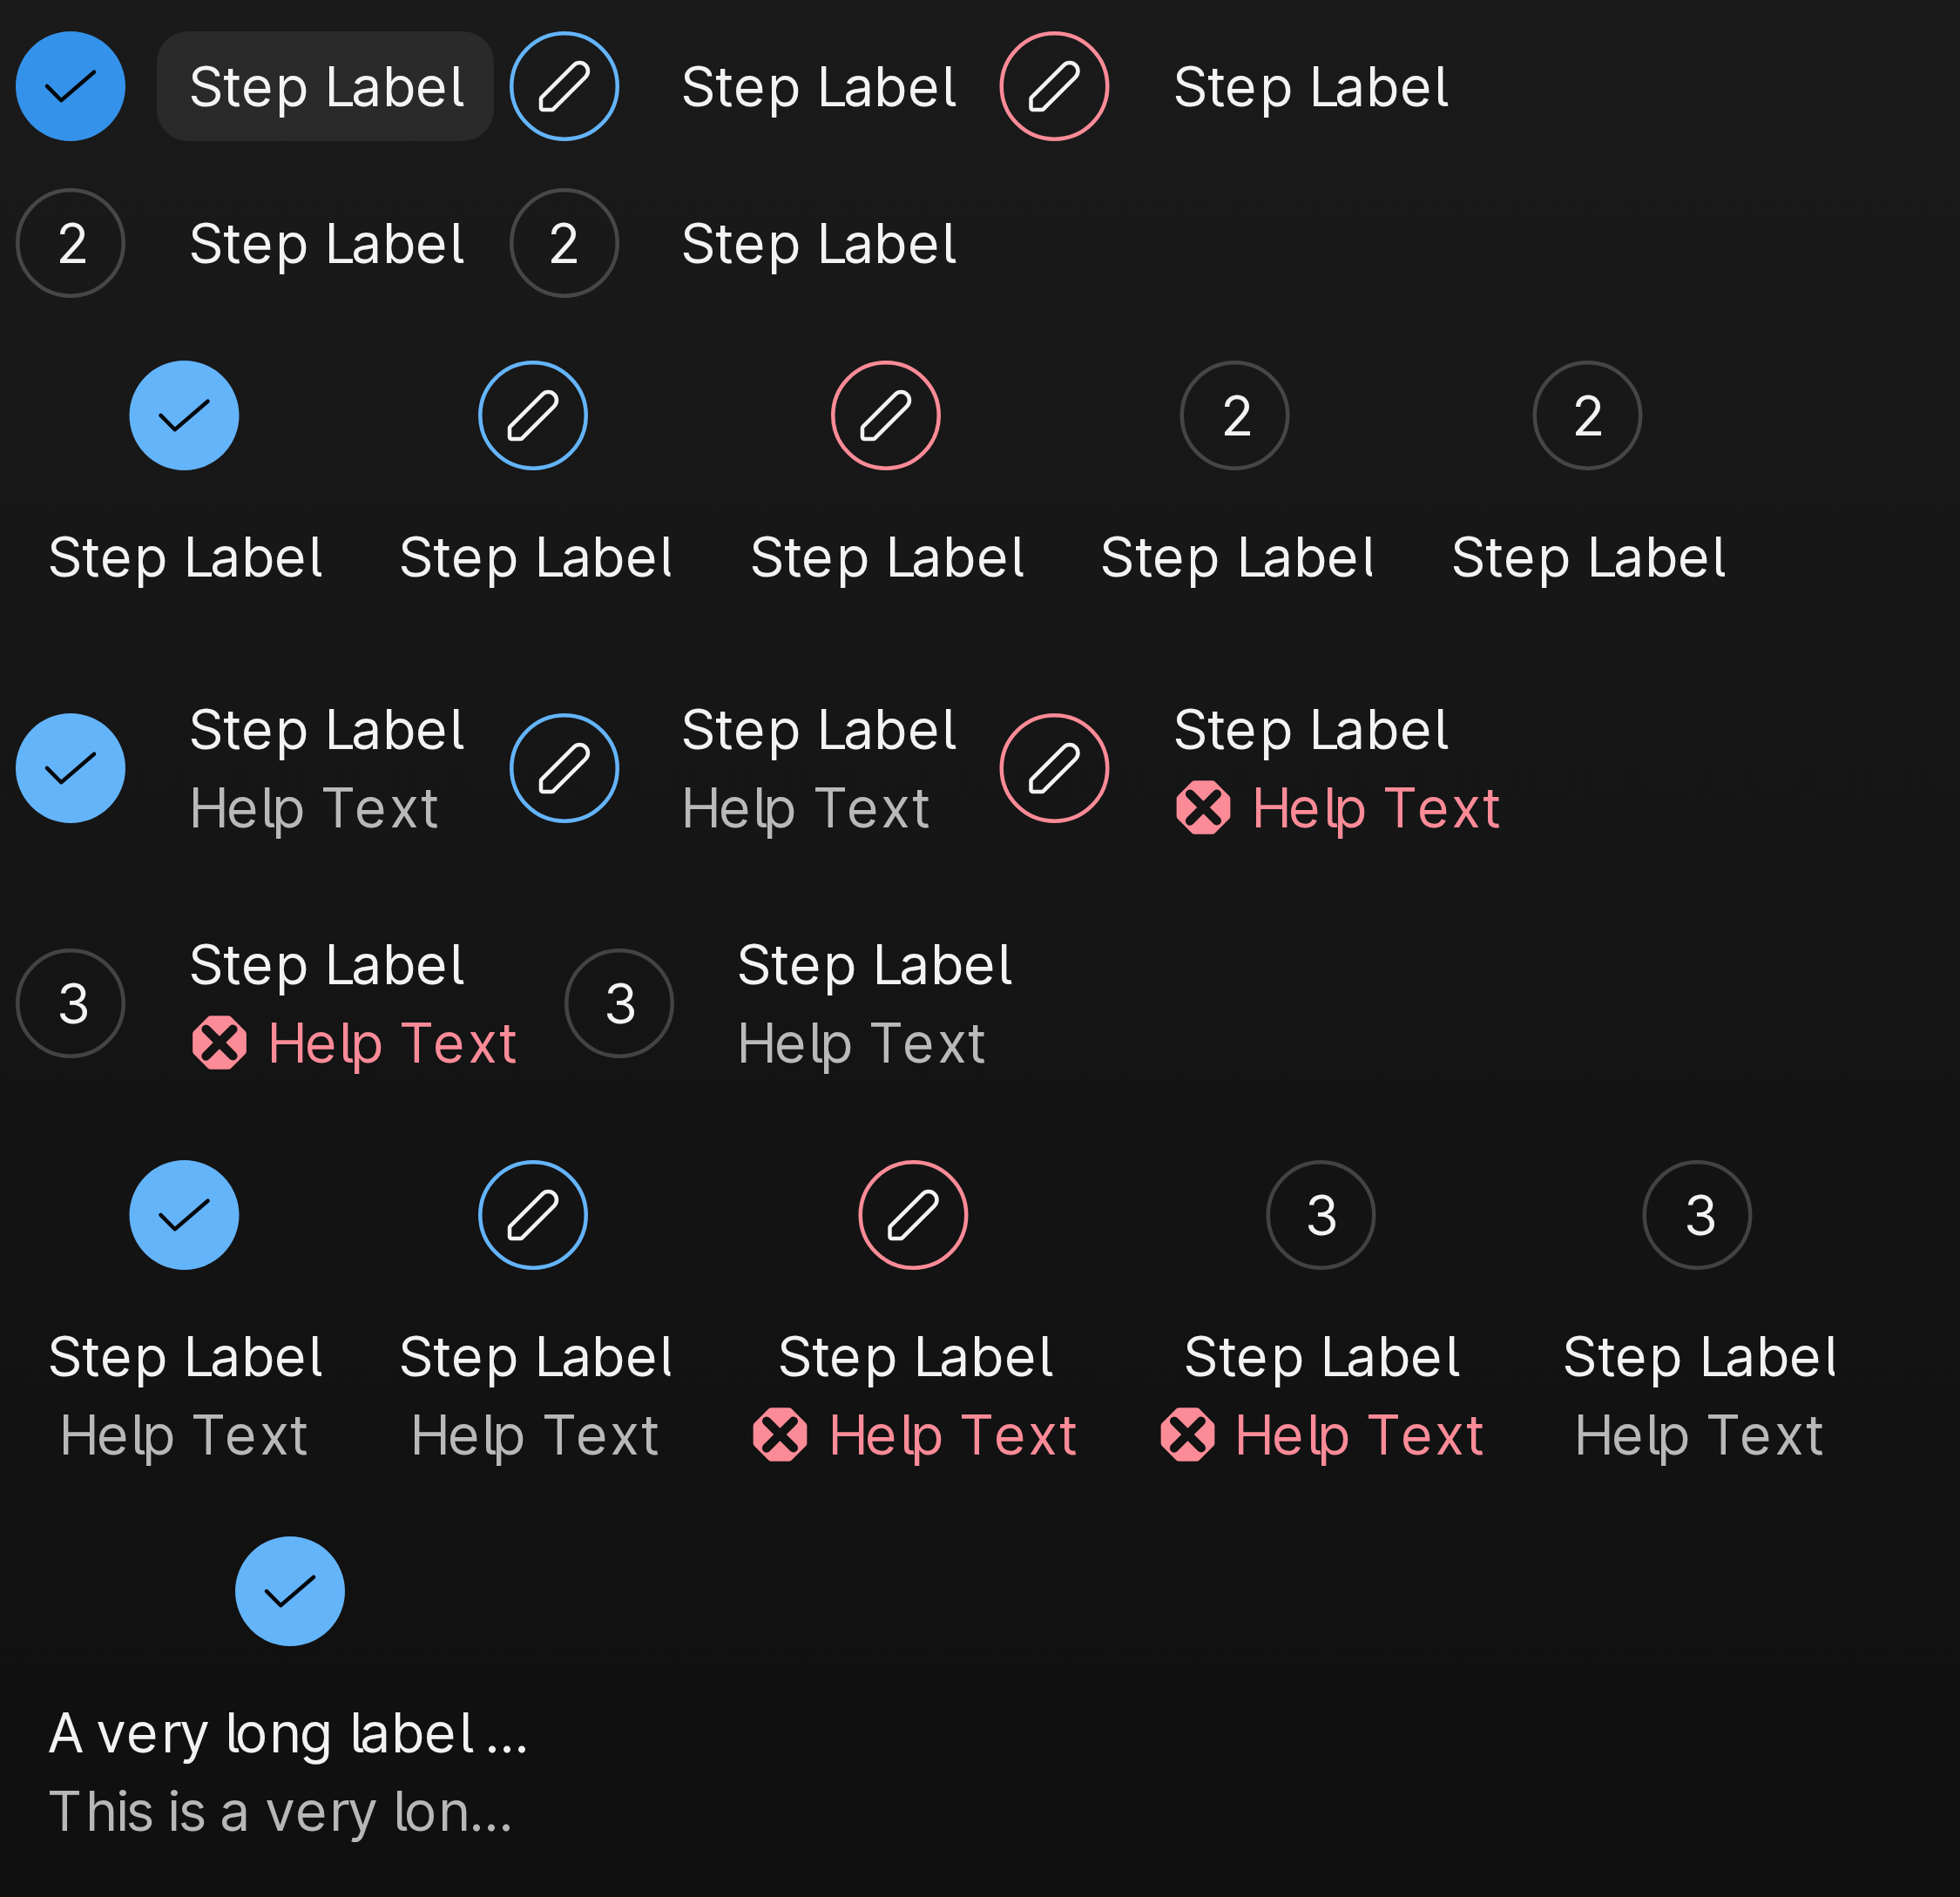 Step Label Step Label Step Label
2 Step Label 2 Step Label
2 2
Step Label Step Label Step Label Step Label Step Label
Step Label Step Label Step Label
Help Text Help Text Help Text
3 Step Label 3 Step Label
Help Text Help Text
3 3
Step Label Step Label Step Label Step Label Step Label
Help Text Help Text Help Text Help Text Help Text
A very long label ...
This is a very lon...